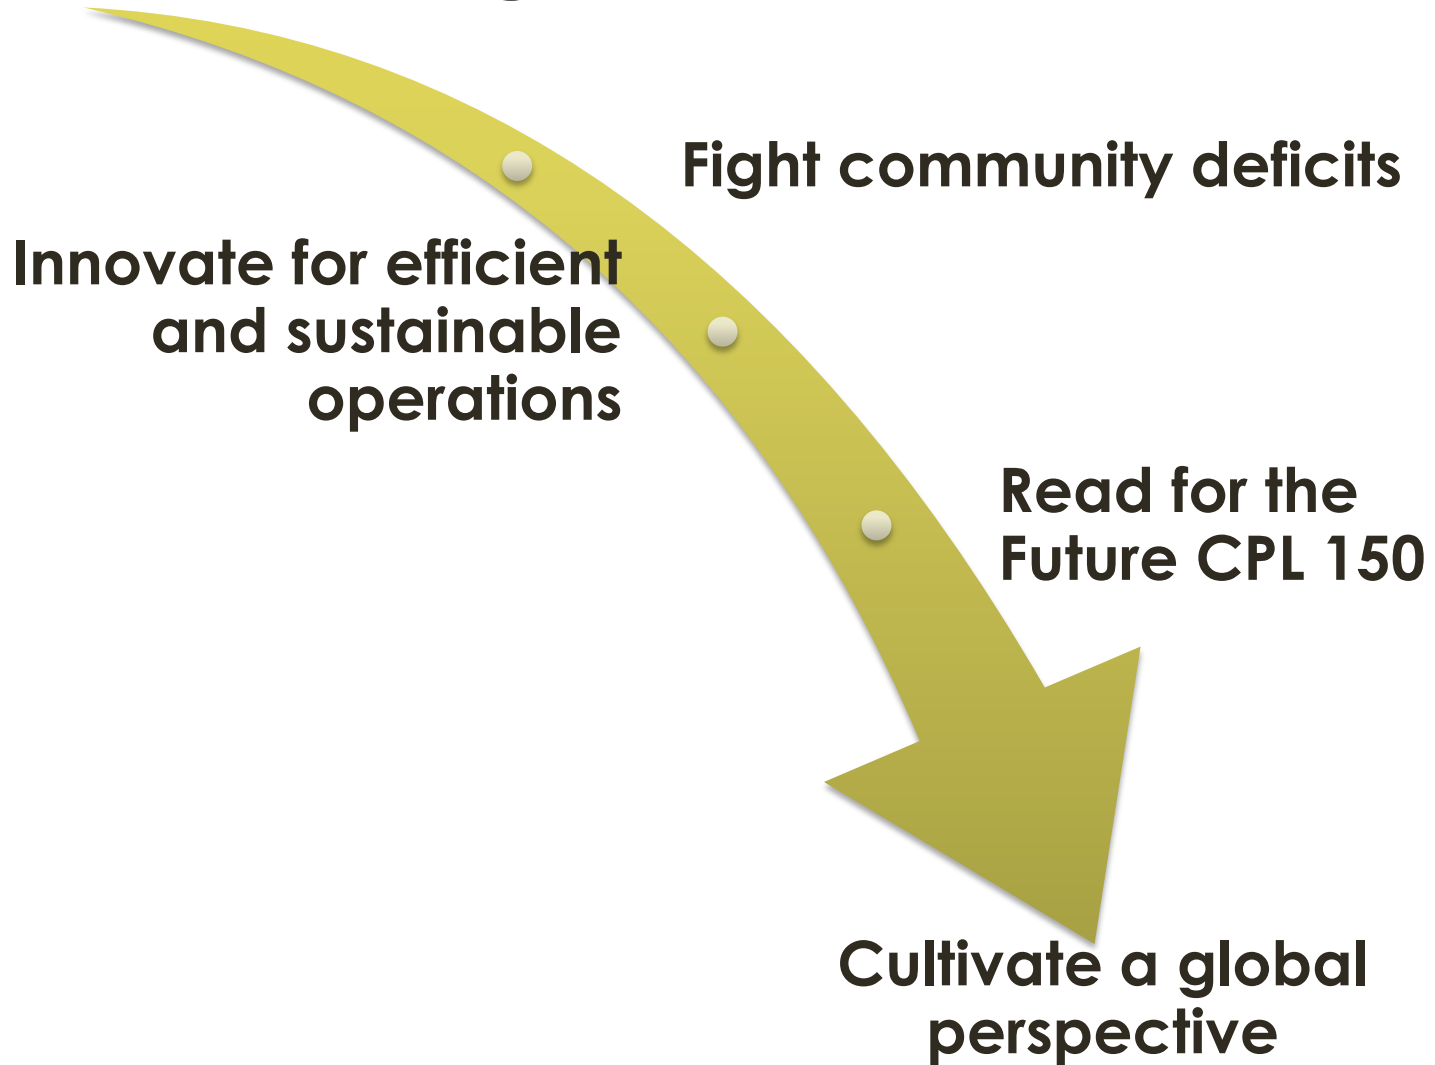 Fight community deficits
Innovate for efficient
and sustainable
operations
Read for the
Future CPL 150
Cultivate a global
perspective